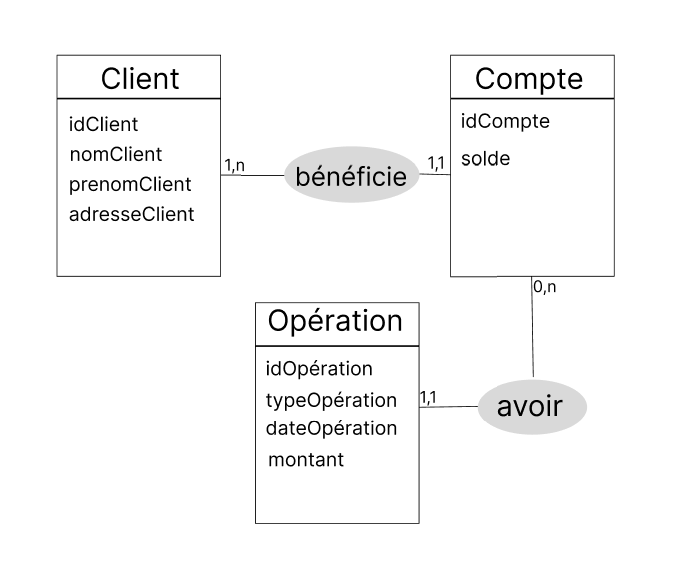 Client
idClient
nomClient
prenomClient
adresseClient
1,n
bénéficie
1,1
Compte
idCompte
solde
0,n
Opération
idOpération
typeOpération
dateOpération
montant
1,1
avoir